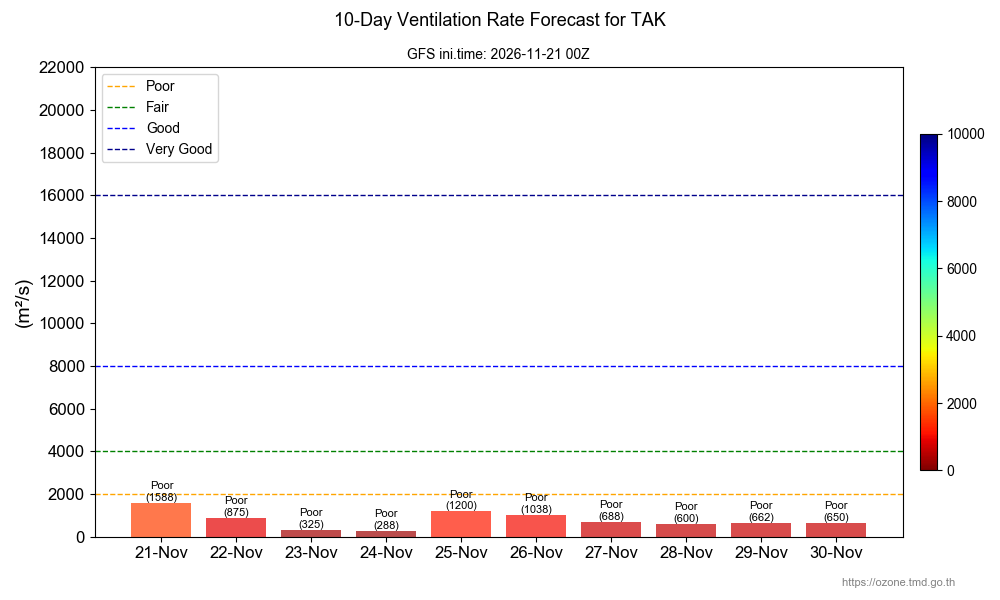 10-Day Ventilation Rate Forecast for TAK
GFS ini.time: 2026-11-21 00Z
(m²/s)
22000
20000
18000
16000
14000
12000
10000
8000
6000
4000
2000
0
Poor
Fair
Good
Very Good
Poor
(1588)
Poor
(875)
Poor
(325)
Poor
(288)
Poor
(1200)
Poor
(1038)
Poor
(688)
Poor
(600)
Poor
(662)
Poor
(650)
21-Nov 22-Nov 23-Nov 24-Nov 25-Nov 26-Nov 27-Nov 28-Nov 29-Nov 30-Nov
10000
8000
6000
4000
2000
0
https://ozone.tmd.go.th